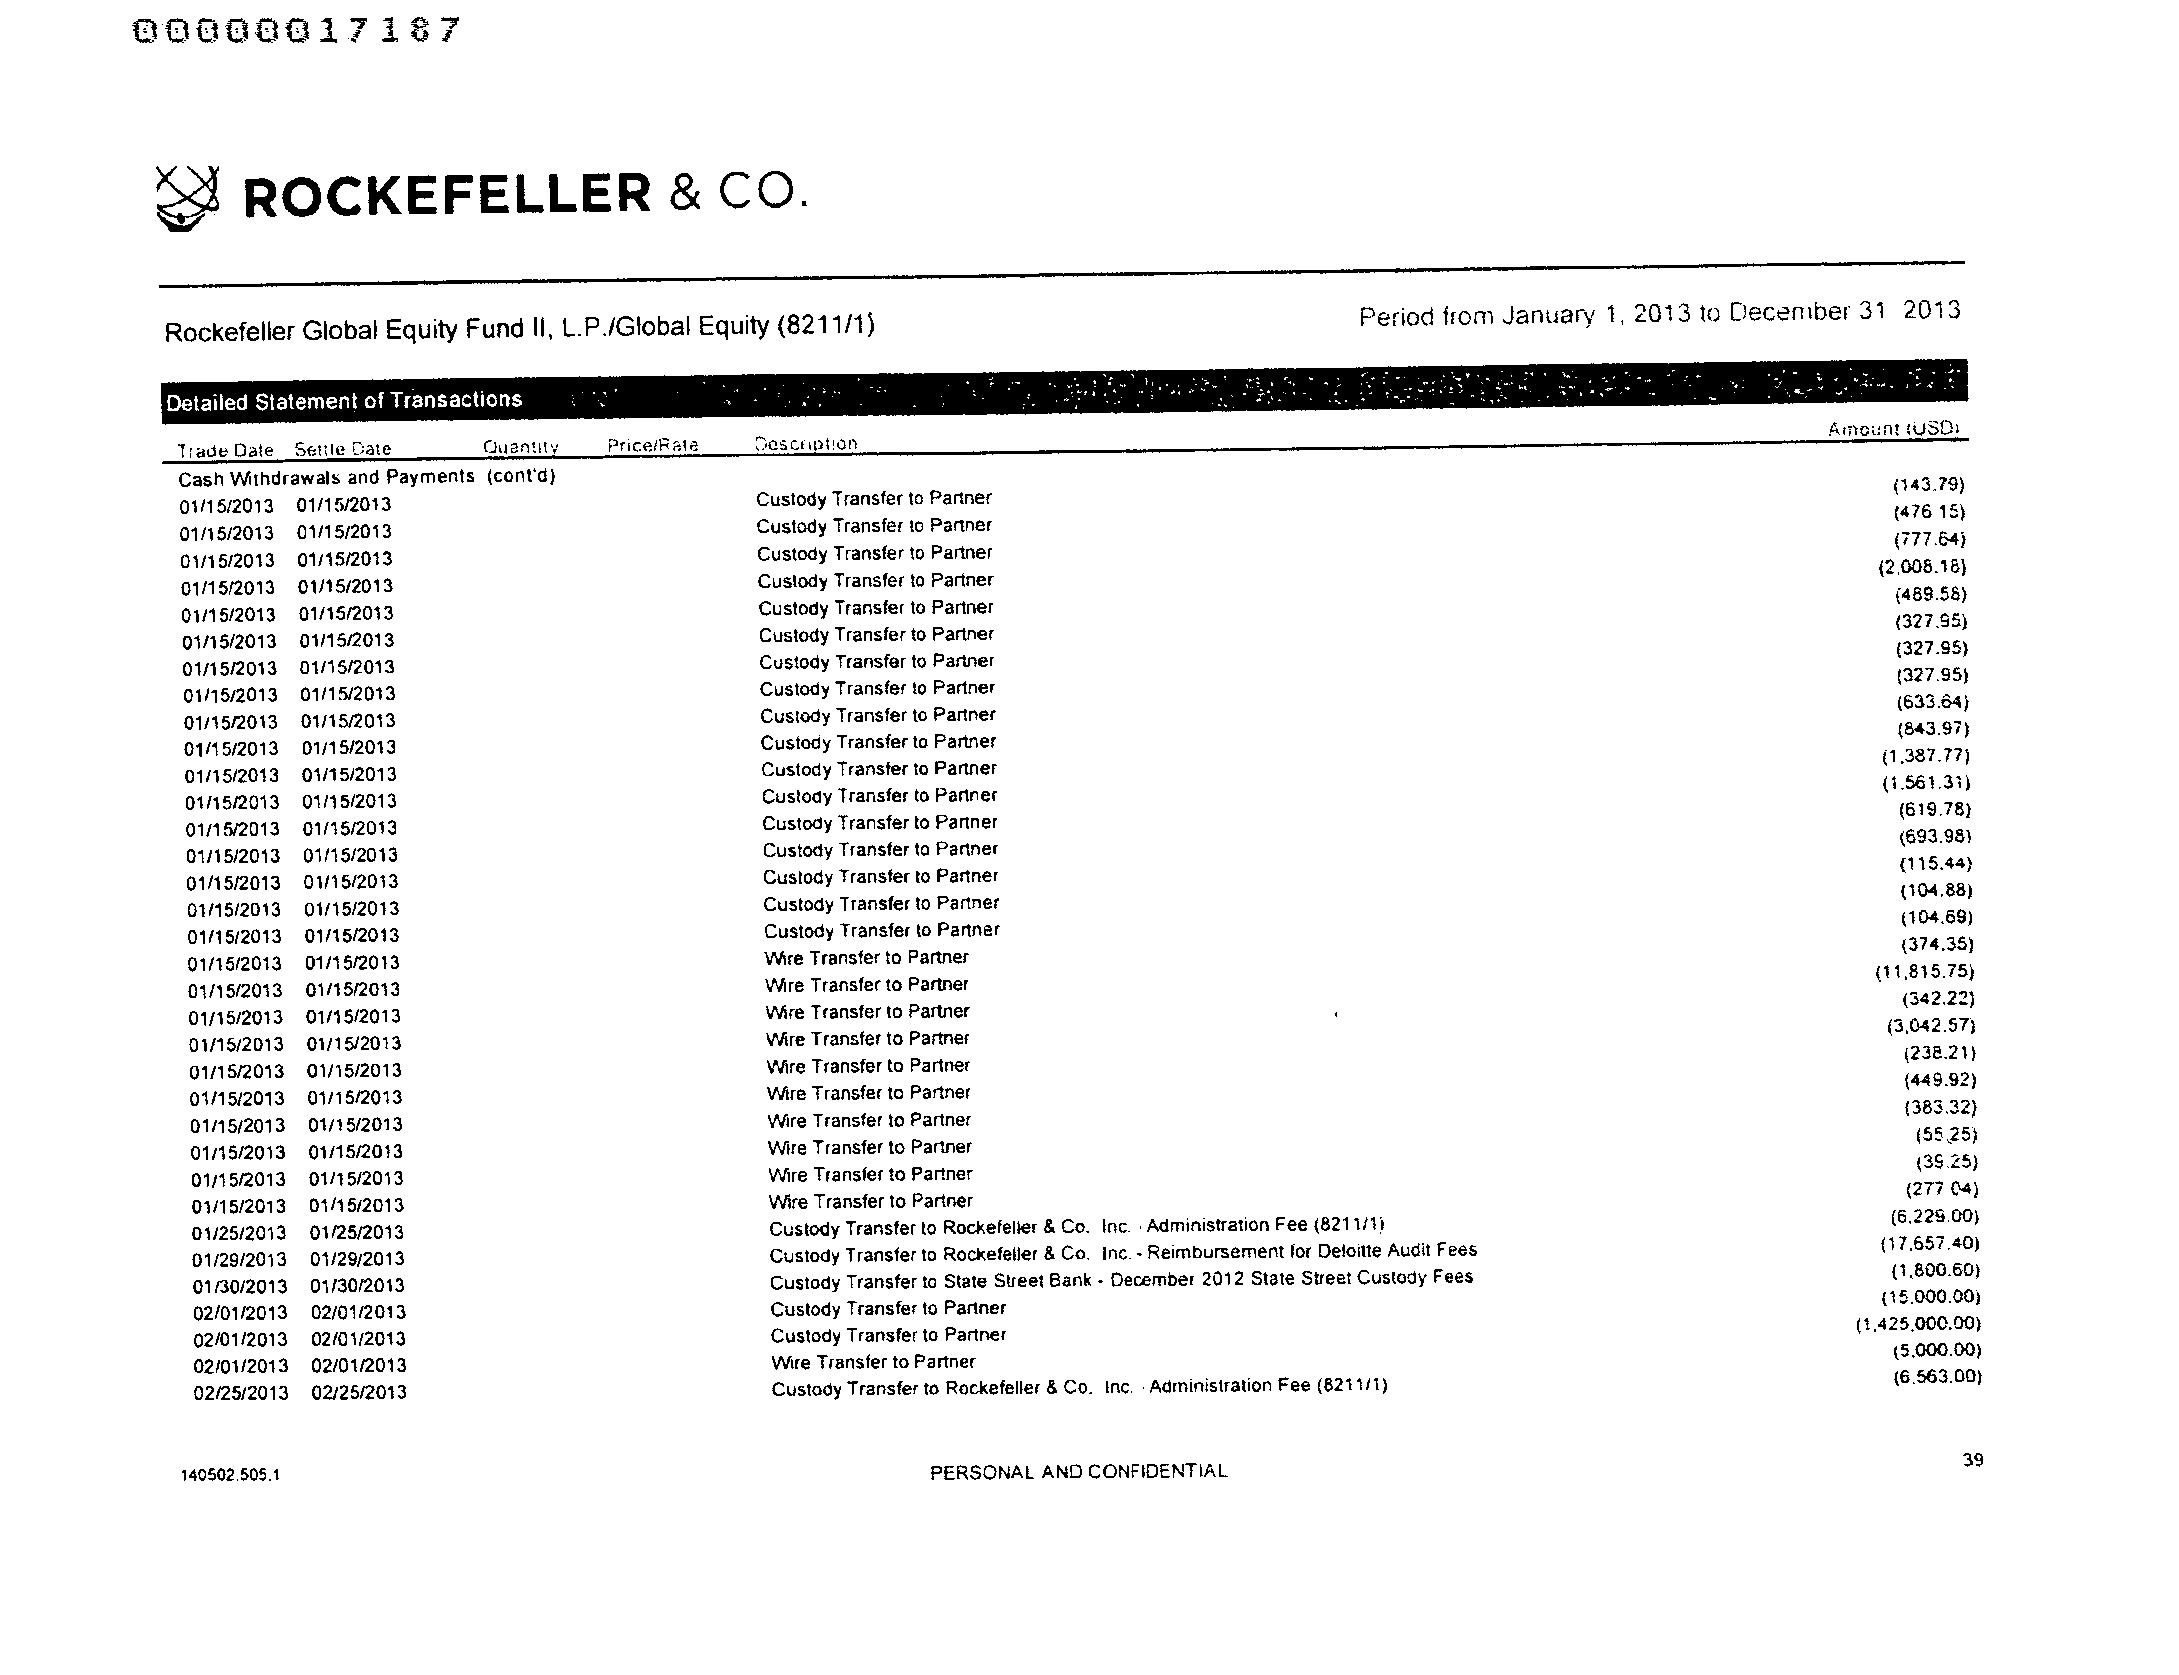 00000017187
ROCKEFELLER & CO.
Rockefeller Global Equity Fund II, L.P./Global Equity (8211/1) Period from January 1, 2013 to December 31 2013
Detailed Statement of Transactions
Trade Date Settle Date Quantity Price/Rate Description Amount (USD)
Cash Withdrawals and Payments (cont'd)
01/15/2013 01/15/2013 Custody Transfer to Partner (143.79)
01/15/2013 01/15/2013 Custody Transfer to Partner (476 15)
01/15/2013 01/15/2013 Custody Transfer to Partner (777.64)
01/15/2013 01/15/2013 Custody Transfer to Partner (2,008.18)
01/15/2013 01/15/2013 Custody Transfer to Partner (489.58)
01/15/2013 01/15/2013 Custody Transfer to Partner (327.95)
01/15/2013 01/15/2013 Custody Transfer to Partner (327.95)
01/15/2013 01/15/2013 Custody Transfer to Partner (327.95)
01/15/2013 01/15/2013 Custody Transfer to Partner (633.64)
01/15/2013 01/15/2013 Custody Transfer to Partner (843.97)
01/15/2013 01/15/2013 Custody Transfer to Partner (1,387.77)
01/15/2013 01/15/2013 Custody Transfer to Partner (1,561.31)
01/15/2013 01/15/2013 Custody Transfer to Partner (619.78)
01/15/2013 01/15/2013 Custody Transfer to Partner (693.98)
01/15/2013 01/15/2013 Custody Transfer to Partner (115.44)
01/15/2013 01/15/2013 Custody Transfer to Partner (104.88)
01/15/2013 01/15/2013 Custody Transfer to Partner (104.69)
01/15/2013 01/15/2013 Wire Transfer to Partner (374.35)
01/15/2013 01/15/2013 Wire Transfer to Partner (11,815.75)
01/15/2013 01/15/2013 Wire Transfer to Partner (342.22)
01/15/2013 01/15/2013 Wire Transfer to Partner (3,042.57)
01/15/2013 01/15/2013 Wire Transfer to Partner (238.21)
01/15/2013 01/15/2013 Wire Transfer to Partner (449.92)
01/15/2013 01/15/2013 Wire Transfer to Partner (383.32)
01/15/2013 01/15/2013 Wire Transfer to Partner (55.25)
01/15/2013 01/15/2013 Wire Transfer to Partner (39.25)
01/15/2013 01/15/2013 Wire Transfer to Partner (277 04)
01/25/2013 01/25/2013 Custody Transfer to Rockefeller & Co. Inc. - Administration Fee (8211/1) (6,229.00)
01/29/2013 01/29/2013 Custody Transfer to Rockefeller & Co. Inc. - Reimbursement for Deloitte Audit Fees (17,657.40)
01/30/2013 01/30/2013 Custody Transfer to State Street Bank - December 2012 State Street Custody Fees (1,800.60)
02/01/2013 02/01/2013 Custody Transfer to Partner (15,000.00)
02/01/2013 02/01/2013 Custody Transfer to Partner (1,425,000.00)
02/01/2013 02/01/2013 Wire Transfer to Partner (5,000.00)
02/25/2013 02/25/2013 Custody Transfer to Rockefeller & Co. Inc. - Administration Fee (8211/1) (6,563.00)
140502.505.1 PERSONAL AND CONFIDENTIAL 39